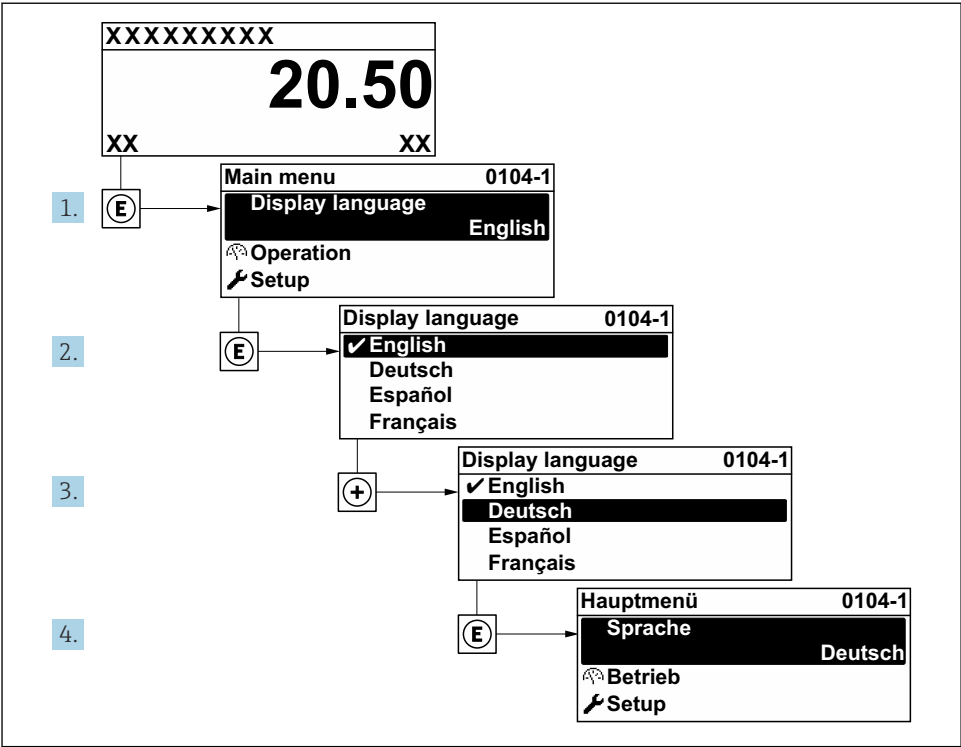 XXXXXXXXX
20.50
XX XX
1.
E
Main menu 0104-1
Display language
English
Operation
Setup
2.
E
Display language 0104-1
✔English
Deutsch
Español
Français
3.
+
Display language 0104-1
✔English
Deutsch
Español
Français
4.
E
Hauptmenü 0104-1
Sprache
Deutsch
Betrieb
Setup